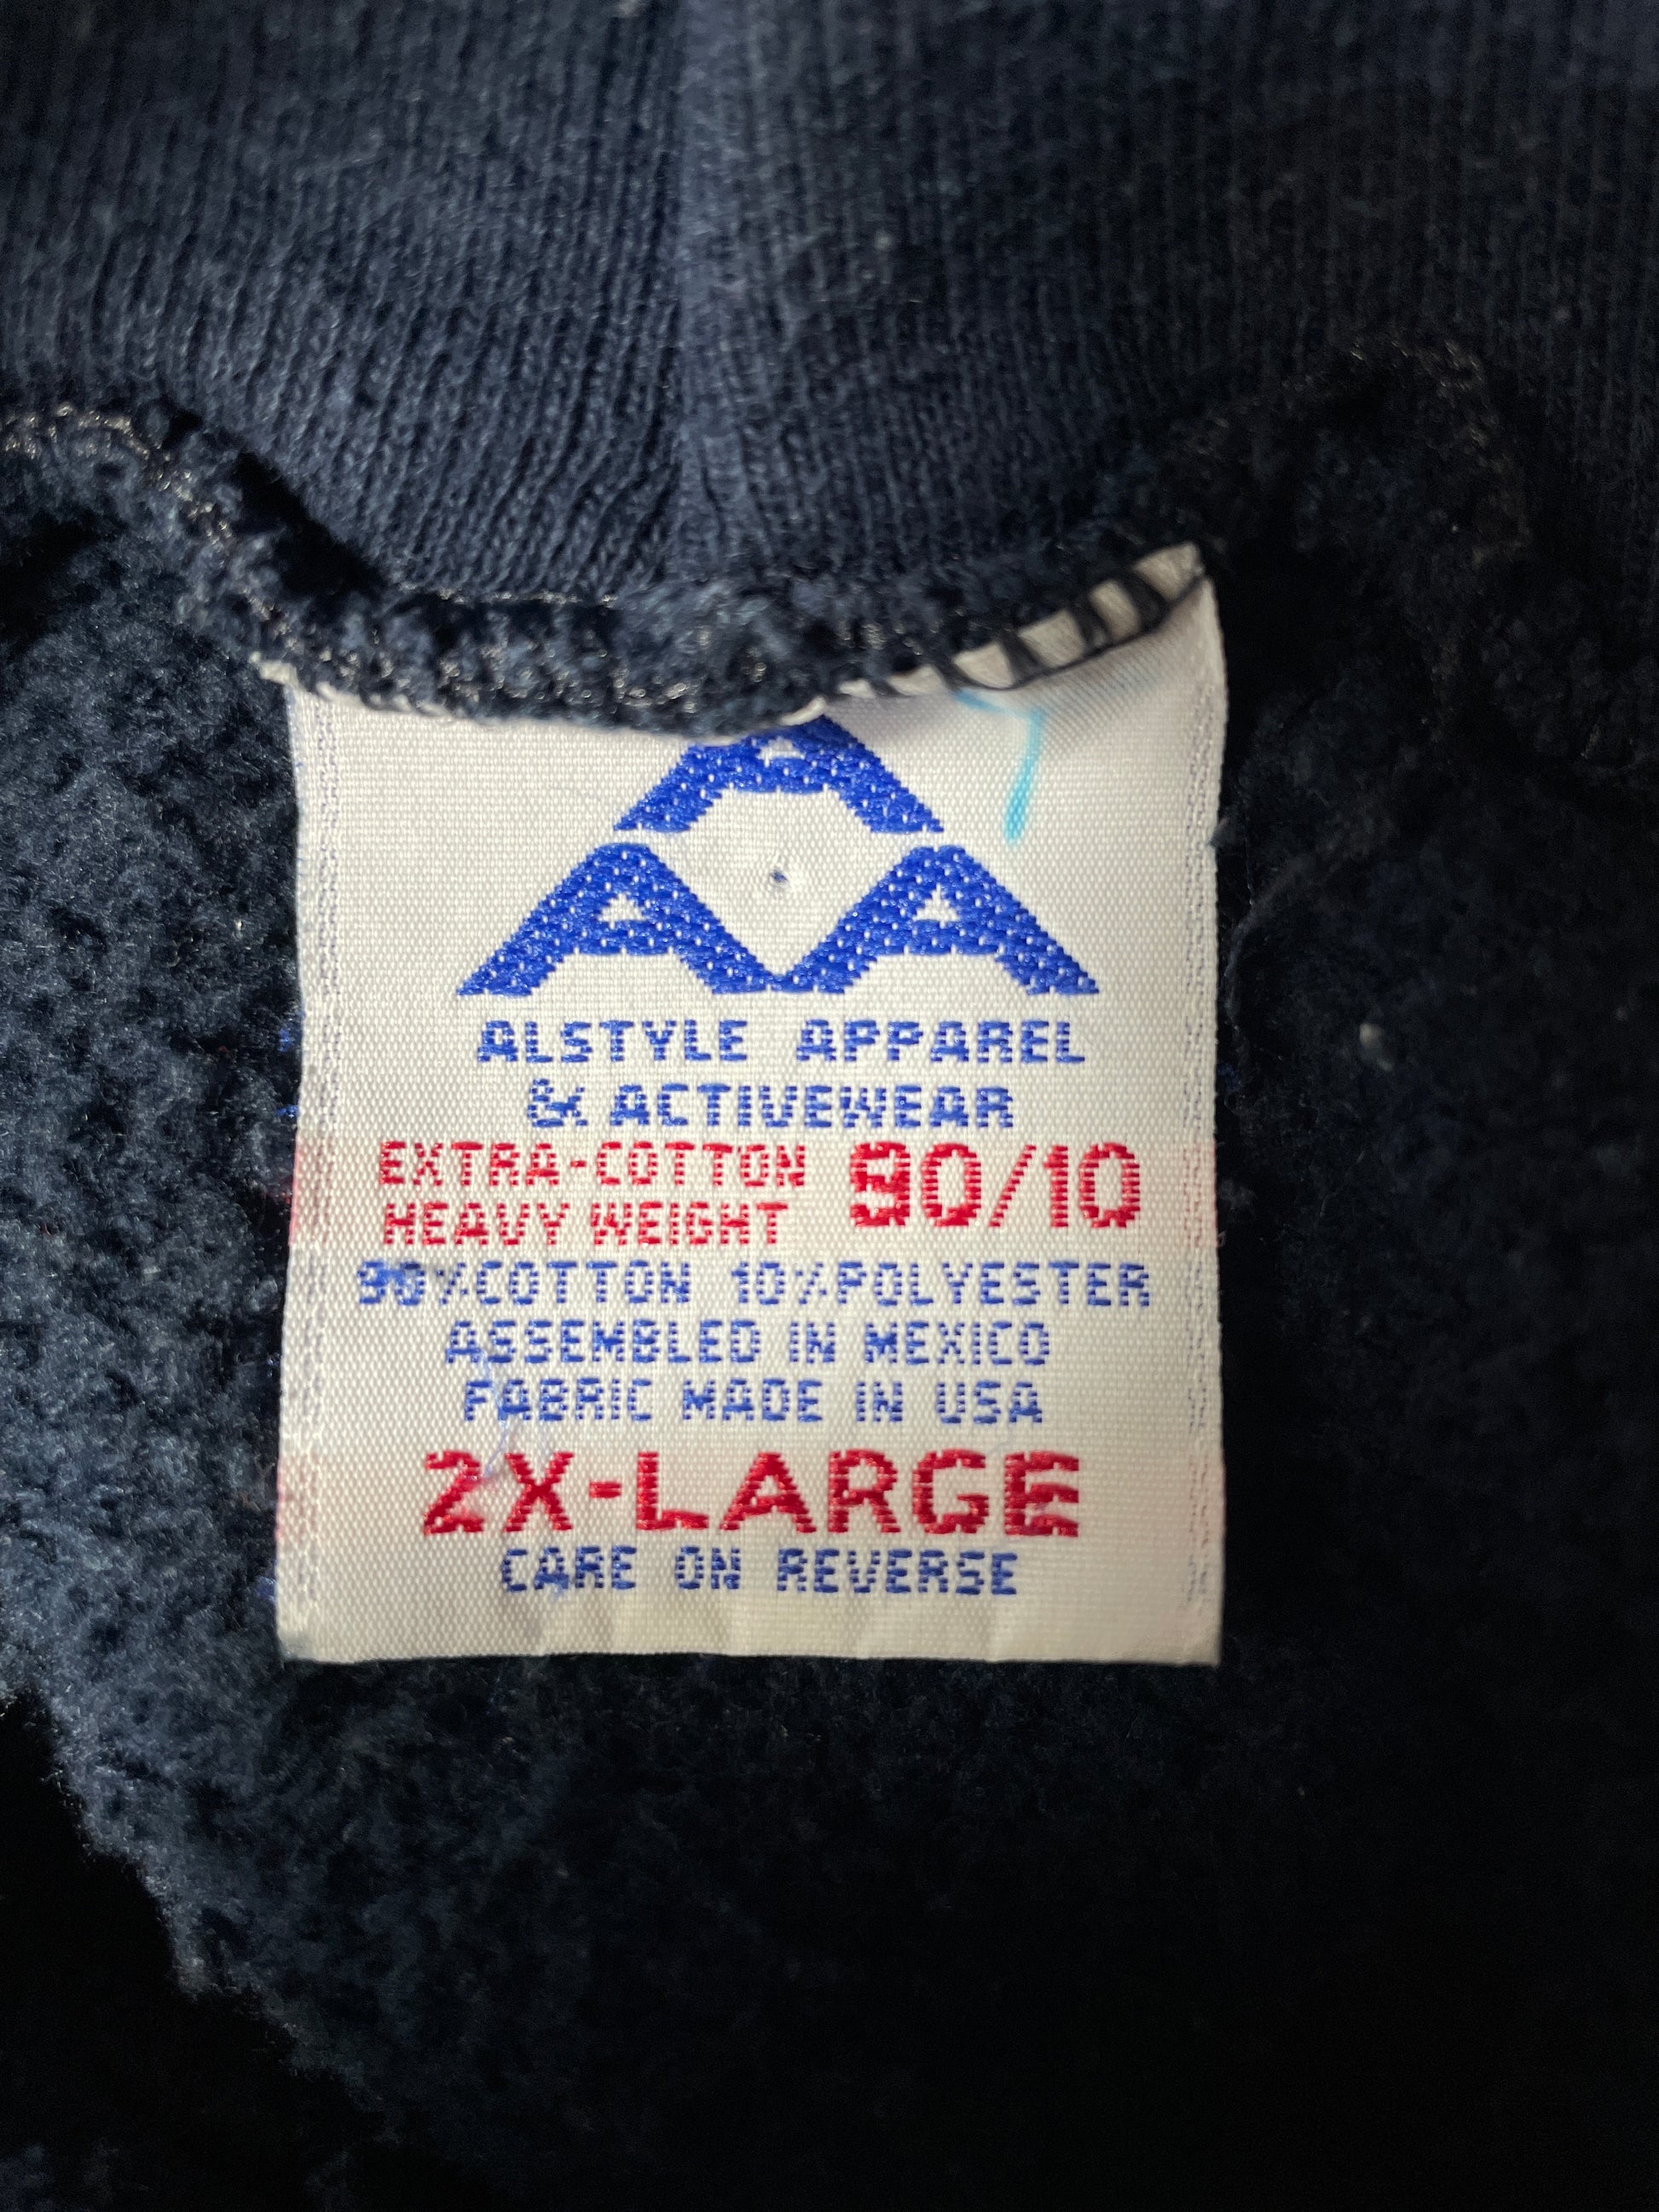 A
AA
ALSTYLE APPAREL
& ACTIVEWEAR
EXTRA-COTTON 90/10
HEAVY WEIGHT
90%COTTON 10%POLYESTER
ASSEMBLED IN MEXICO
FABRIC MADE IN USA
2X-LARGE
CARE ON REVERSE